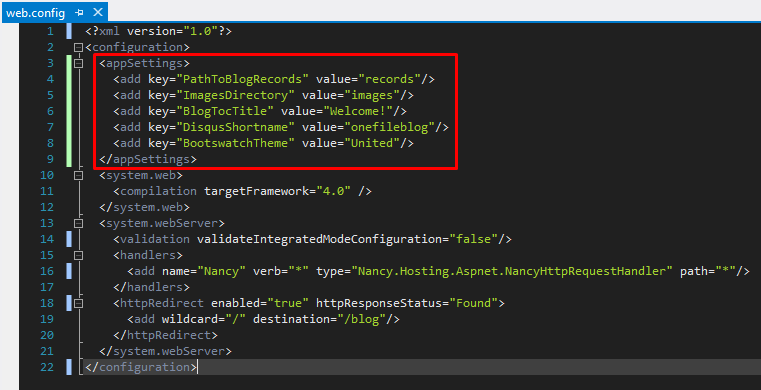 web.config
1 <?xml version="1.0"?>
2 <configuration>
3 <appSettings>
4 <add key="PathToBlogRecords" value="records"/>
5 <add key="ImagesDirectory" value="images"/>
6 <add key="BlogTocTitle" value="Welcome!"/>
7 <add key="DisqusShortname" value="onefileblog"/>
8 <add key="BootswatchTheme" value="United"/>
9 </appSettings>
10 <system.web>
11 <compilation targetFramework="4.0" />
12 </system.web>
13 <system.webServer>
14 <validation validateIntegratedModeConfiguration="false"/>
15 <handlers>
16 <add name="Nancy" verb="*" type="Nancy.Hosting.Aspnet.NancyHttpRequestHandler" path="*"/>
17 </handlers>
18 <httpRedirect enabled="true" httpResponseStatus="Found">
19 <add wildcard="/" destination="/blog"/>
20 </httpRedirect>
21 </system.webServer>
22 </configuration>